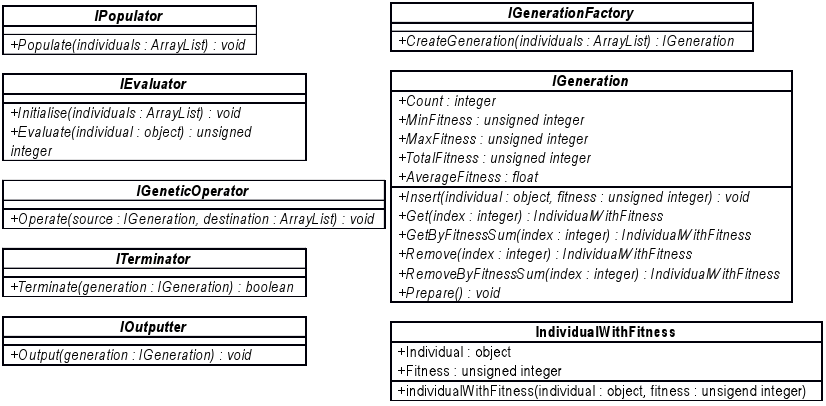 IPopulator
+Populate(individuals : ArrayList) : void
IEvaluator
+Initialise(individuals : ArrayList) : void
+Evaluate(individual : object) : unsigned
integer
IGeneticOperator
+Operate(source : IGeneration, destination : ArrayList) : void
ITerminator
+Terminate(generation : IGeneration) : boolean
IOutputter
+Output(generation : IGeneration) : void
IGenerationFactory
+CreateGeneration(individuals : ArrayList) : IGeneration
IGeneration
+Count : integer
+MinFitness : unsigned integer
+MaxFitness : unsigned integer
+TotalFitness : unsigned integer
+AverageFitness : float
+Insert(individual : object, fitness : unsigned integer) : void
+Get(index : integer) : IndividualWithFitness
+GetByFitnessSum(index : integer) : IndividualWithFitness
+Remove(index : integer) : IndividualWithFitness
+RemoveByFitnessSum(index : integer) : IndividualWithFitness
+Prepare() : void
IndividualWithFitness
+Individual : object
+Fitness : unsigned integer
+individualWithFitness(individual : object, fitness : unsigend integer)